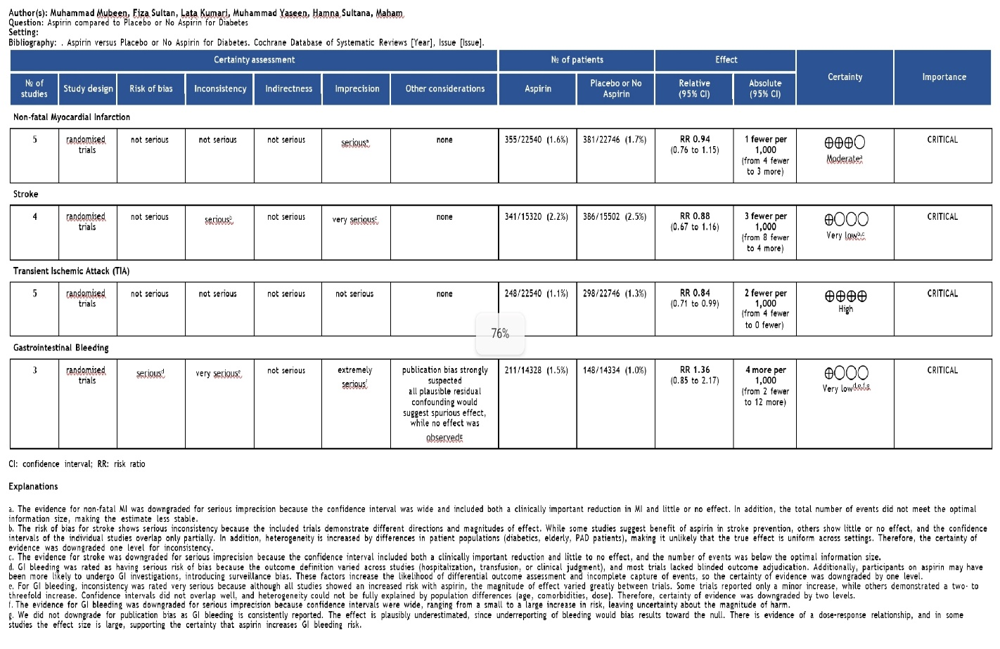 Author(s): Muhammad Mubeen, Fiza Sultan, Lata Kumari, Muhammad Yaseen, Hamna Sultana, Maham
Question: Aspirin compared to Placebo or No Aspirin for Diabetes
Setting:
Bibliography: . Aspirin versus Placebo or No Aspirin for Diabetes. Cochrane Database of Systematic Reviews [Year], Issue [Issue].
Certainty assessment № of patients Effect Certainty Importance
№ of studies Study design Risk of bias Inconsistency Indirectness Imprecision Other considerations Aspirin Placebo or No Aspirin Relative (95% CI) Absolute (95% CI)
Non-fatal Myocardial Infarction
5 randomised trials not serious not serious not serious seriousᵃ none 355/22540 (1.6%) 381/22746 (1.7%) RR 0.94 (0.76 to 1.15) 1 fewer per 1,000 (from 4 fewer to 3 more) ⨁⨁⨁◯ Moderateᵃ CRITICAL
Stroke
4 randomised trials not serious seriousᵇ not serious very seriousᶜ none 341/15320 (2.2%) 386/15502 (2.5%) RR 0.88 (0.67 to 1.16) 3 fewer per 1,000 (from 8 fewer to 4 more) ⨁◯◯◯ Very lowᵇ,ᶜ CRITICAL
Transient Ischemic Attack (TIA)
5 randomised trials not serious not serious not serious not serious none 248/22540 (1.1%) 298/22746 (1.3%) RR 0.84 (0.71 to 0.99) 2 fewer per 1,000 (from 4 fewer to 0 fewer) ⨁⨁⨁⨁ High CRITICAL
76%
Gastrointestinal Bleeding
3 randomised trials seriousᵈ very seriousᵉ not serious extremely seriousᶠ publication bias strongly suspected all plausible residual confounding would suggest spurious effect, while no effect was observedᵍ 211/14328 (1.5%) 148/14334 (1.0%) RR 1.36 (0.85 to 2.17) 4 more per 1,000 (from 2 fewer to 12 more) ⨁◯◯◯ Very lowᵈ,ᵉ,ᶠ,ᵍ CRITICAL
CI: confidence interval; RR: risk ratio
Explanations
a. The evidence for non-fatal MI was downgraded for serious imprecision because the confidence interval was wide and included both a clinically important reduction in MI and little or no effect. In addition, the total number of events did not meet the optimal
information size, making the estimate less stable.
b. The risk of bias for stroke shows serious inconsistency because the included trials demonstrate different directions and magnitudes of effect. While some studies suggest benefit of aspirin in stroke prevention, others show little or no effect, and the confidence
intervals of the individual studies overlap only partially. In addition, heterogeneity is increased by differences in patient populations (diabetics, elderly, PAD patients), making it unlikely that the true effect is uniform across settings. Therefore, the certainty of
evidence was downgraded one level for inconsistency.
c. The evidence for stroke was downgraded for serious imprecision because the confidence interval included both a clinically important reduction and little to no effect, and the number of events was below the optimal information size.
d. GI bleeding was rated as having serious risk of bias because the outcome definition varied across studies (hospitalization, transfusion, or clinical judgment), and most trials lacked blinded outcome adjudication. Additionally, participants on aspirin may have
been more likely to undergo GI investigations, introducing surveillance bias. These factors increase the likelihood of differential outcome assessment and incomplete capture of events, so the certainty of evidence was downgraded by one level.
e. For GI bleeding, inconsistency was rated very serious because although all studies showed an increased risk with aspirin, the magnitude of effect varied greatly between trials. Some trials reported only a minor increase, while others demonstrated a two- to
threefold increase. Confidence intervals did not overlap well, and heterogeneity could not be fully explained by population differences (age, comorbidities, dose). Therefore, certainty of evidence was downgraded by two levels.
f. The evidence for GI bleeding was downgraded for serious imprecision because confidence intervals were wide, ranging from a small to a large increase in risk, leaving uncertainty about the magnitude of harm.
g. We did not downgrade for publication bias as GI bleeding is consistently reported. The effect is plausibly underestimated, since underreporting of bleeding would bias results toward the null. There is evidence of a dose-response relationship, and in some
studies the effect size is large, supporting the certainty that aspirin increases GI bleeding risk.